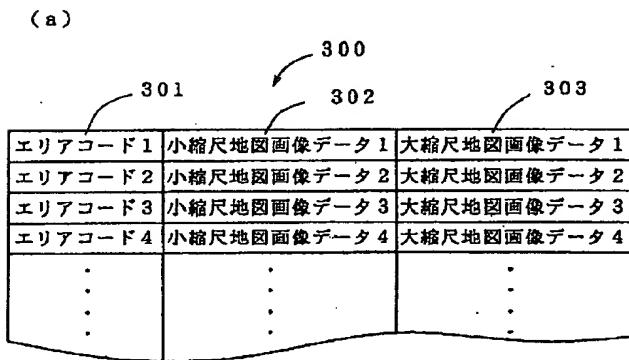 (a)
300
301 302 303
エリアコード1 小縮尺地図画像データ1 大縮尺地図画像データ1
エリアコード2 小縮尺地図画像データ2 大縮尺地図画像データ2
エリアコード3 小縮尺地図画像データ3 大縮尺地図画像データ3
エリアコード4 小縮尺地図画像データ4 大縮尺地図画像データ4